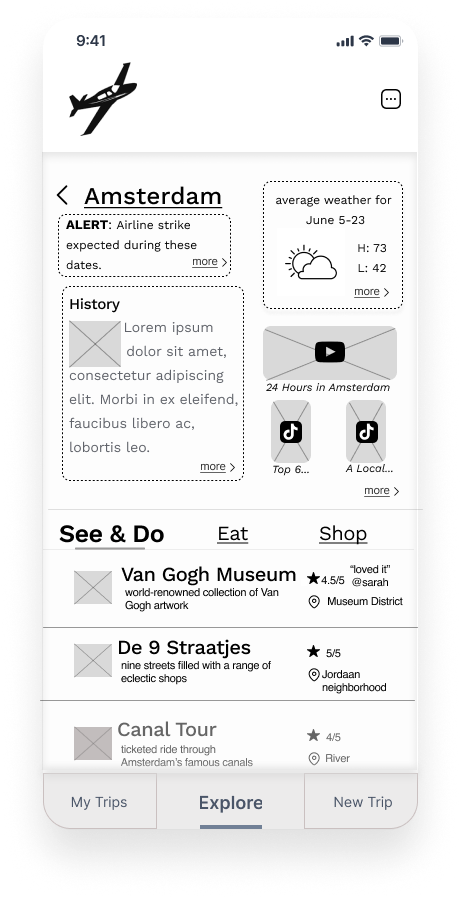 9:41
Amsterdam
ALERT: Airline strike
expected during these
dates.
more
average weather for
June 5-23
H: 73
L: 42
more
History
Lorem ipsum
dolor sit amet,
consectetur adipiscing
elit. Morbi in ex eleifend,
faucibus libero ac,
lobortis leo.
more
24 Hours in Amsterdam
Top 6...
A Local...
more
See & Do
Eat
Shop
Van Gogh Museum
world-renowned collection of Van
Gogh artwork
4.5/5
"loved it"
@sarah
Museum District
De 9 Straatjes
nine streets filled with a range of
eclectic shops
5/5
Jordaan
neighborhood
Canal Tour
ticketed ride through
Amsterdam's famous canals
4/5
River
My Trips
Explore
New Trip